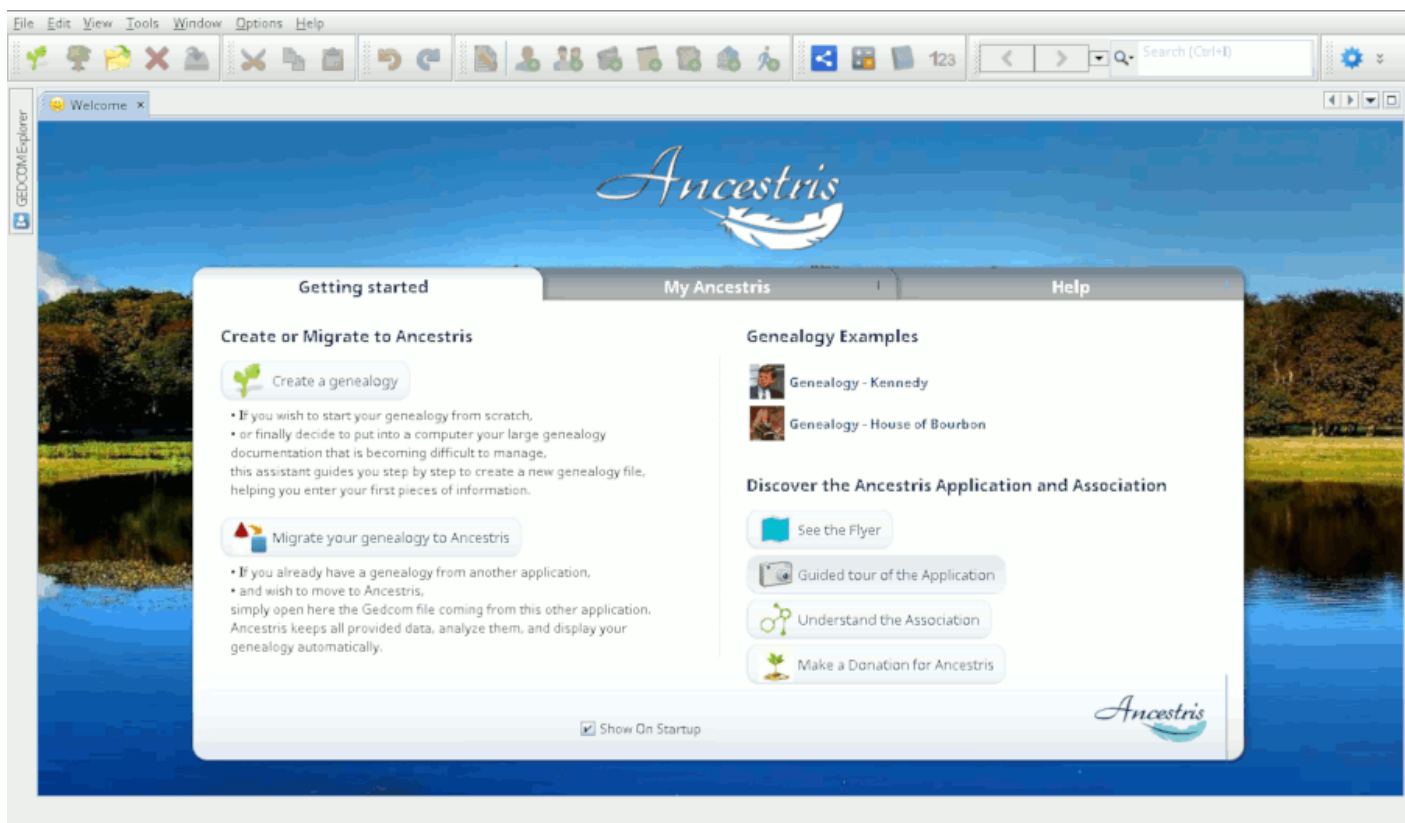 File Edit View Tools Window Options Help
123
Search (Ctrl+I)
Welcome
GEDCOM Explorer
Ancestris
Getting started
My Ancestris
Help
Create or Migrate to Ancestris
Create a genealogy
• If you wish to start your genealogy from scratch,
• or finally decide to put into a computer your large genealogy
documentation that is becoming difficult to manage,
this assistant guides you step by step to create a new genealogy file,
helping you enter your first pieces of information.
Migrate your genealogy to Ancestris
• If you already have a genealogy from another application,
• and wish to move to Ancestris,
simply open here the Gedcom file coming from this other application.
Ancestris keeps all provided data, analyze them, and display your
genealogy automatically.
Genealogy Examples
Genealogy - Kennedy
Genealogy - House of Bourbon
Discover the Ancestris Application and Association
See the Flyer
Guided tour of the Application
Understand the Association
Make a Donation for Ancestris
Show On Startup
Ancestris